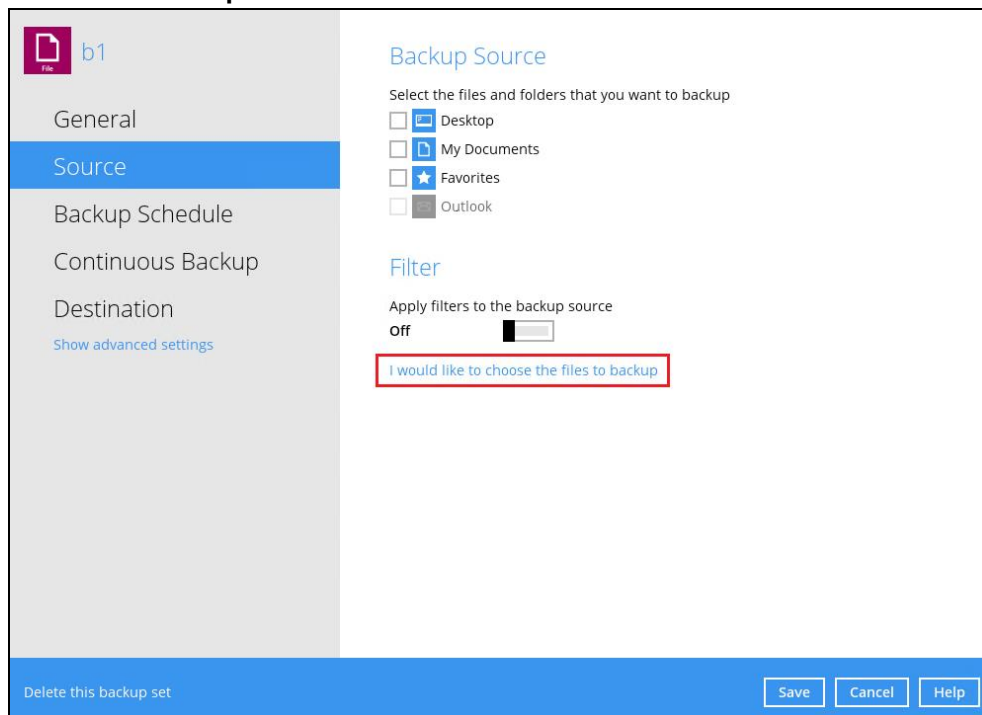 File
b1
General
Source
Backup Schedule
Continuous Backup
Destination
Show advanced settings
Backup Source
Select the files and folders that you want to backup
Desktop
My Documents
Favorites
Outlook
Filter
Apply filters to the backup source
Off
I would like to choose the files to backup
Delete this backup set
Save Cancel Help